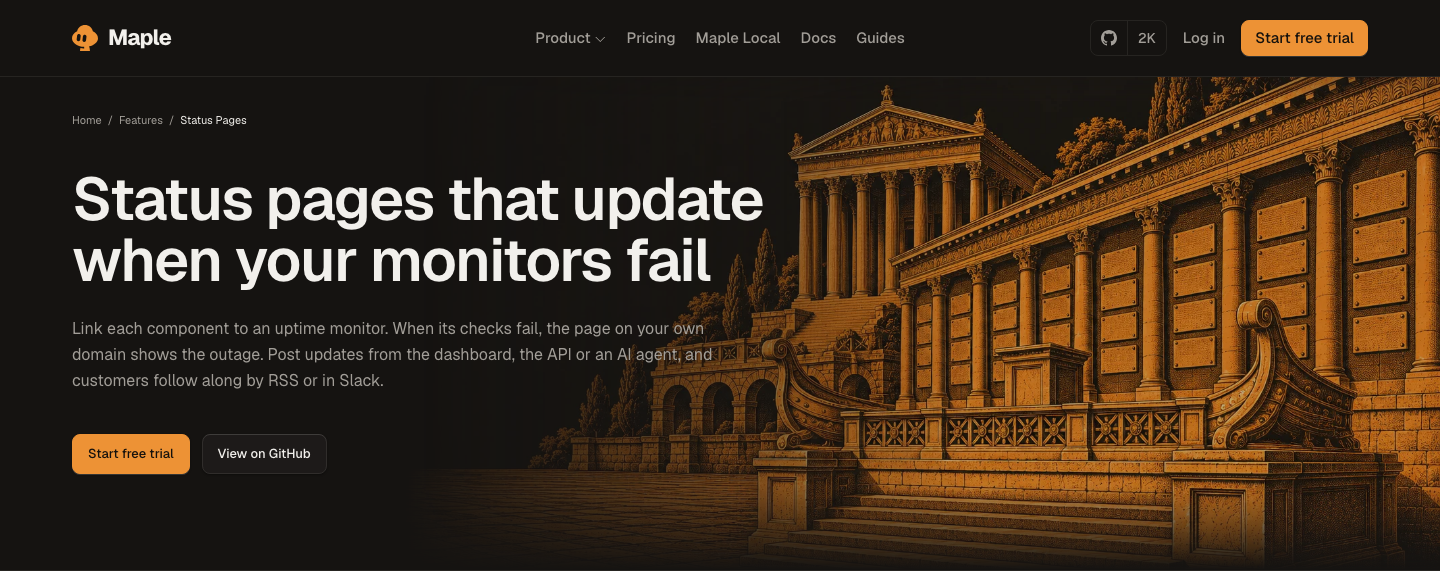 Maple
Product
Pricing
Maple Local
Docs
Guides
2K
Log in
Start free trial
Home / Features / Status Pages
Status pages that update
when your monitors fail
Link each component to an uptime monitor. When its checks fail, the page on your own
domain shows the outage. Post updates from the dashboard, the API or an AI agent, and
customers follow along by RSS or in Slack.
Start free trial
View on GitHub